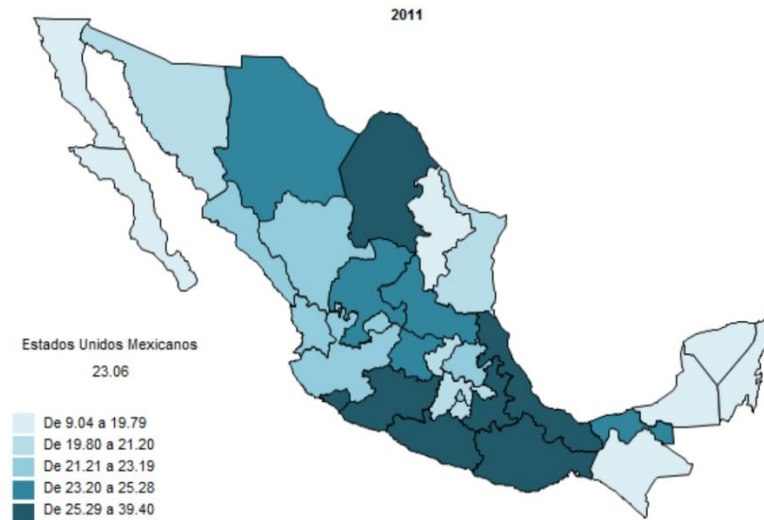 2011
Estados Unidos Mexicanos
23.06
De 9.04 a 19.79
De 19.80 a 21.20
De 21.21 a 23.19
De 23.20 a 25.28
De 25.29 a 39.40